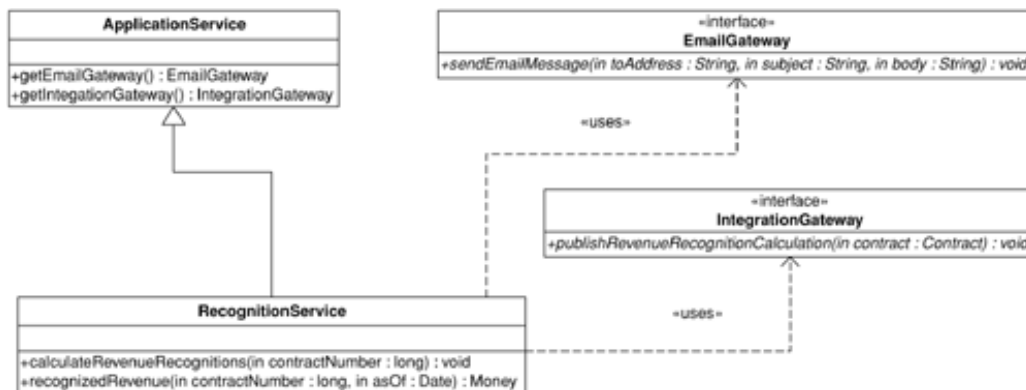 ApplicationService
+getEmailGateway() : EmailGateway
+getIntegationGateway() : IntegrationGateway
«interface»
EmailGateway
+sendEmailMessage(in toAddress : String, in subject : String, in body : String) : void
«uses»
«interface»
IntegrationGateway
+publishRevenueRecognitionCalculation(in contract : Contract) : void
«uses»
RecognitionService
+calculateRevenueRecognitions(in contractNumber : long) : void
+recognizedRevenue(in contractNumber : long, in asOf : Date) : Money